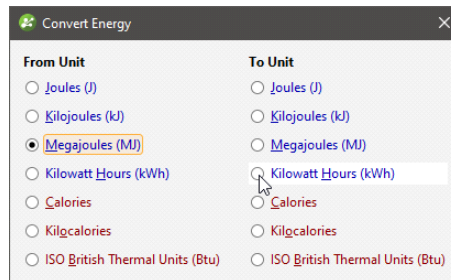 Convert Energy
From Unit To Unit
Joules (J) Joules (J)
Kilojoules (kJ) Kilojoules (kJ)
Megajoules (MJ) Megajoules (MJ)
Kilowatt Hours (kWh) Kilowatt Hours (kWh)
Calories Calories
Kilocalories Kilocalories
ISO British Thermal Units (Btu) ISO British Thermal Units (Btu)